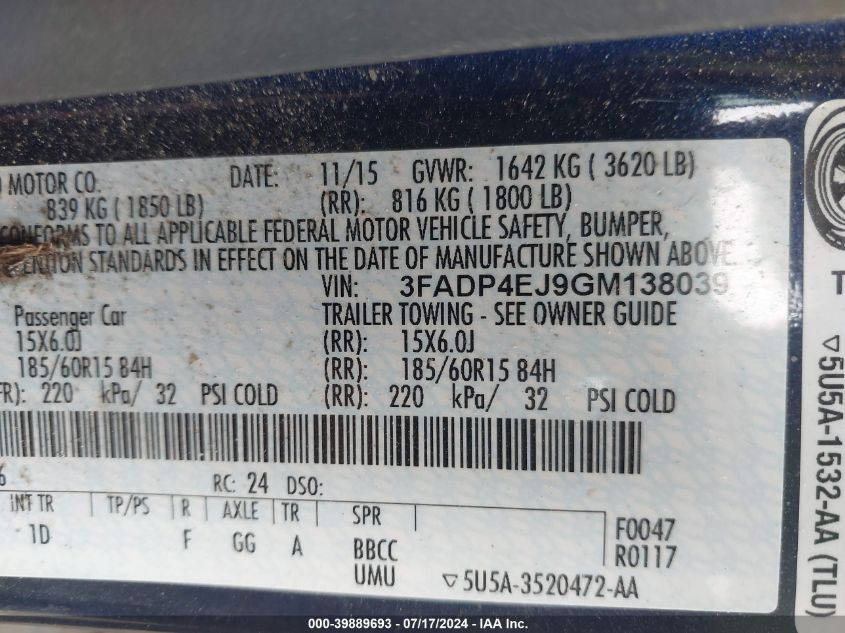 MOTOR CO. DATE: 11/15 GVWR: 1642 KG ( 3620 LB)
839 KG ( 1850 LB) (RR): 816 KG ( 1800 LB)
CONFORMS TO ALL APPLICABLE FEDERAL MOTOR VEHICLE SAFETY, BUMPER,
STANDARDS IN EFFECT ON THE DATE OF MANUFACTURE SHOWN ABOVE
VIN: 3FADP4EJ9GM138039
Passenger Car TRAILER TOWING - SEE OWNER GUIDE
15X6.0J (RR): 15X6.0J
185/60R15 84H (RR): 185/60R15 84H
FR): 220 kPa/ 32 PSI COLD (RR): 220 kPa/ 32 PSI COLD
RC: 24 DSO:
INT TR TP/PS R AXLE TR SPR
1D F GG A BBCC
UMU
F0047
R0117
▽5U5A-3520472-AA
▽5U5A-1532-AA (TLU)
000-39889693 / 07/17/2024 - IAA Inc.